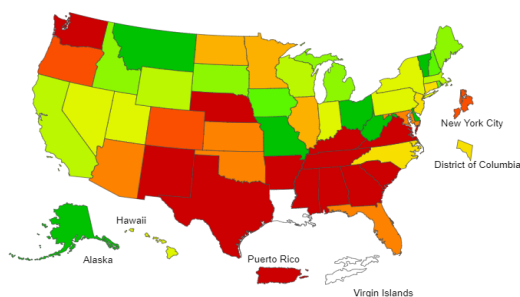 New York City
District of Columbia
Hawaii
Alaska
Puerto Rico
Virgin Islands